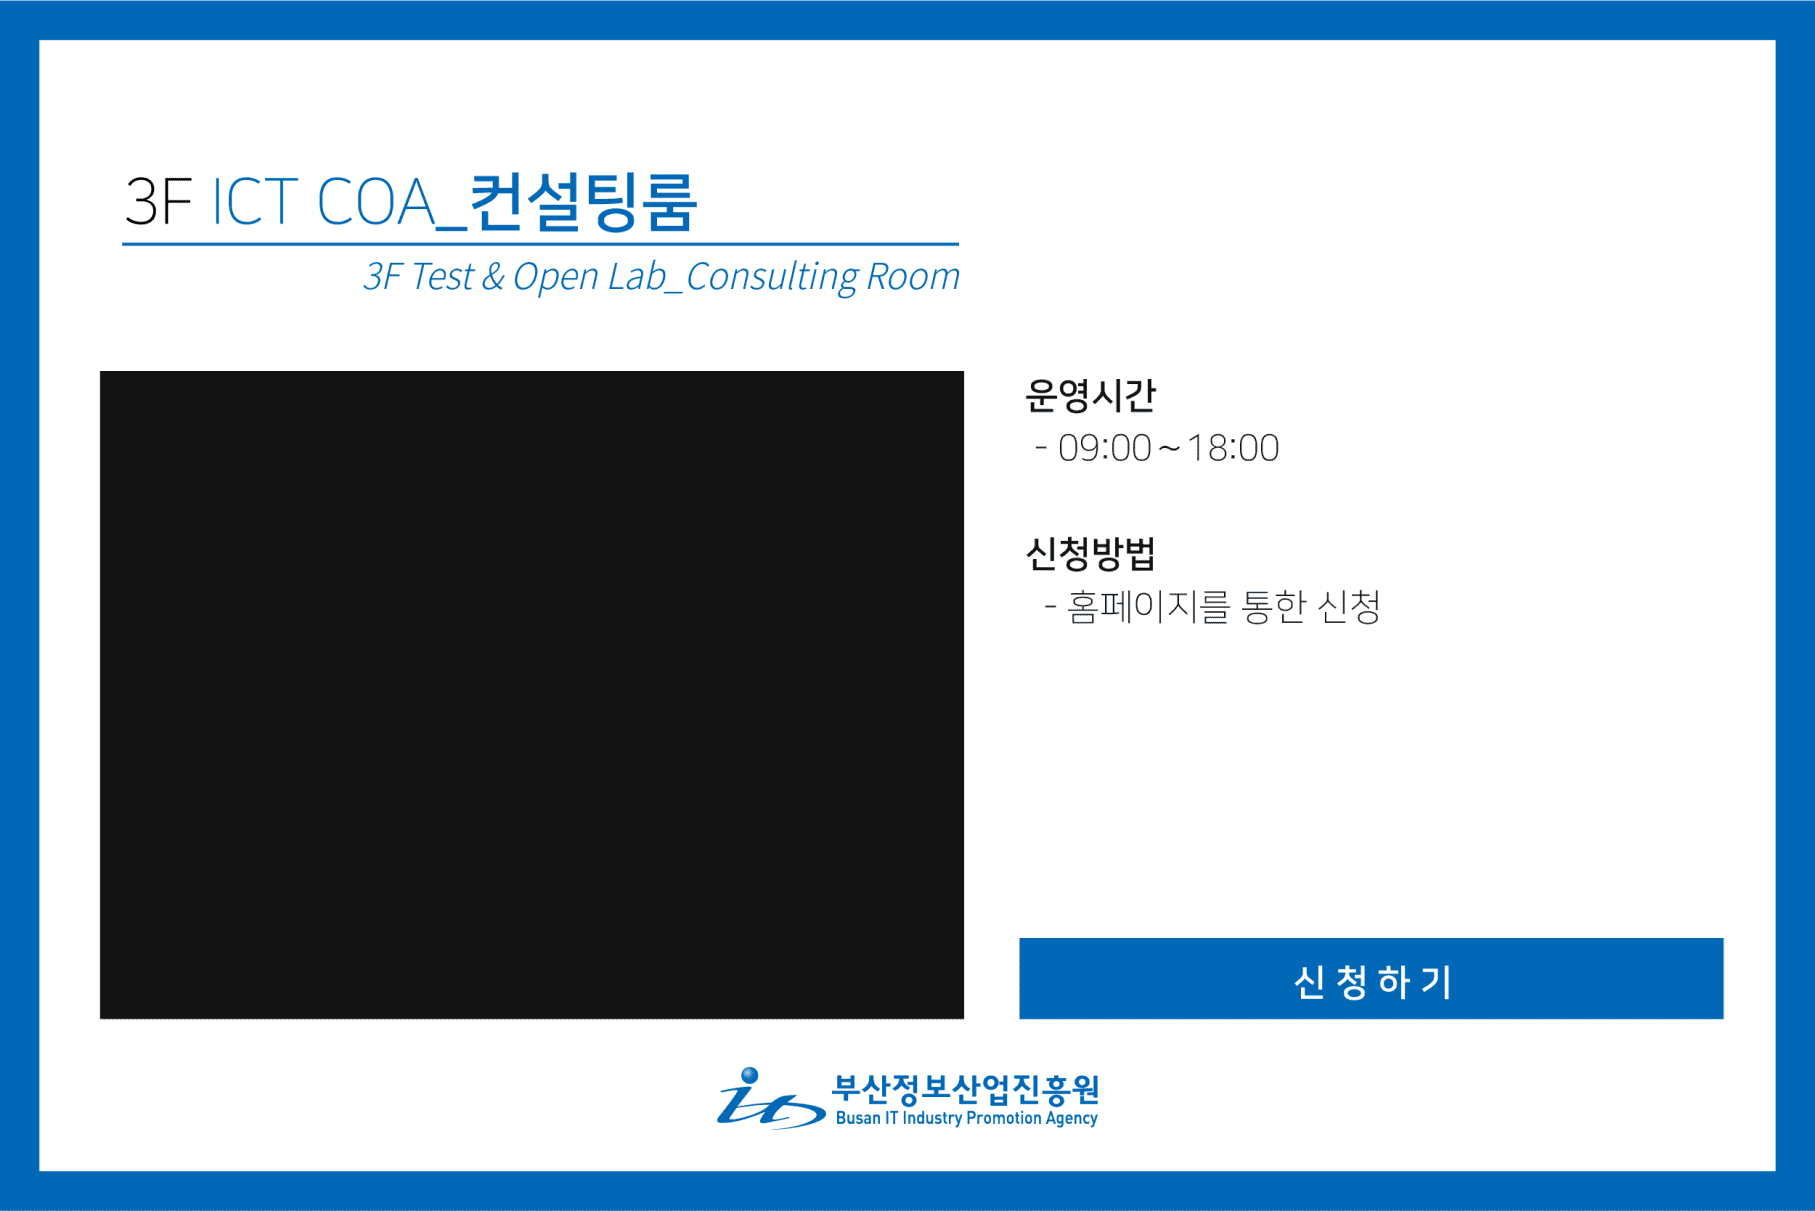 3F ICT COA_컨설팅룸
3F Test & Open Lab_Consulting Room
운영시간
- 09:00~18:00
신청방법
- 홈페이지를 통한 신청
신청하기
부산정보산업진흥원
Busan IT Industry Promotion Agency